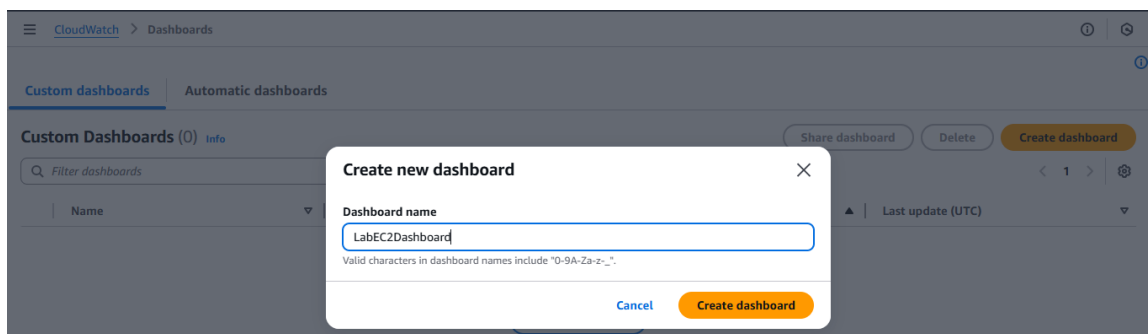 CloudWatch > Dashboards
Custom dashboards Automatic dashboards
Custom Dashboards (0) Info Share dashboard Delete Create dashboard
Filter dashboards < 1 >
Name Last update (UTC)
Create new dashboard
Dashboard name
LabEC2Dashboard
Valid characters in dashboard names include "0-9A-Za-z-_".
Cancel Create dashboard